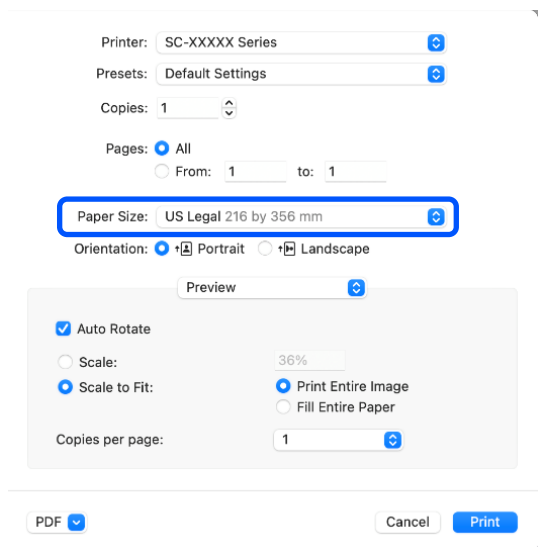 Printer: SC-XXXXX Series
Presets: Default Settings
Copies: 1
Pages: All
From: 1 to: 1
Paper Size: US Legal 216 by 356 mm
Orientation: Portrait Landscape
Preview
Auto Rotate
Scale: 36%
Scale to Fit: Print Entire Image
Fill Entire Paper
Copies per page: 1
PDF Cancel Print